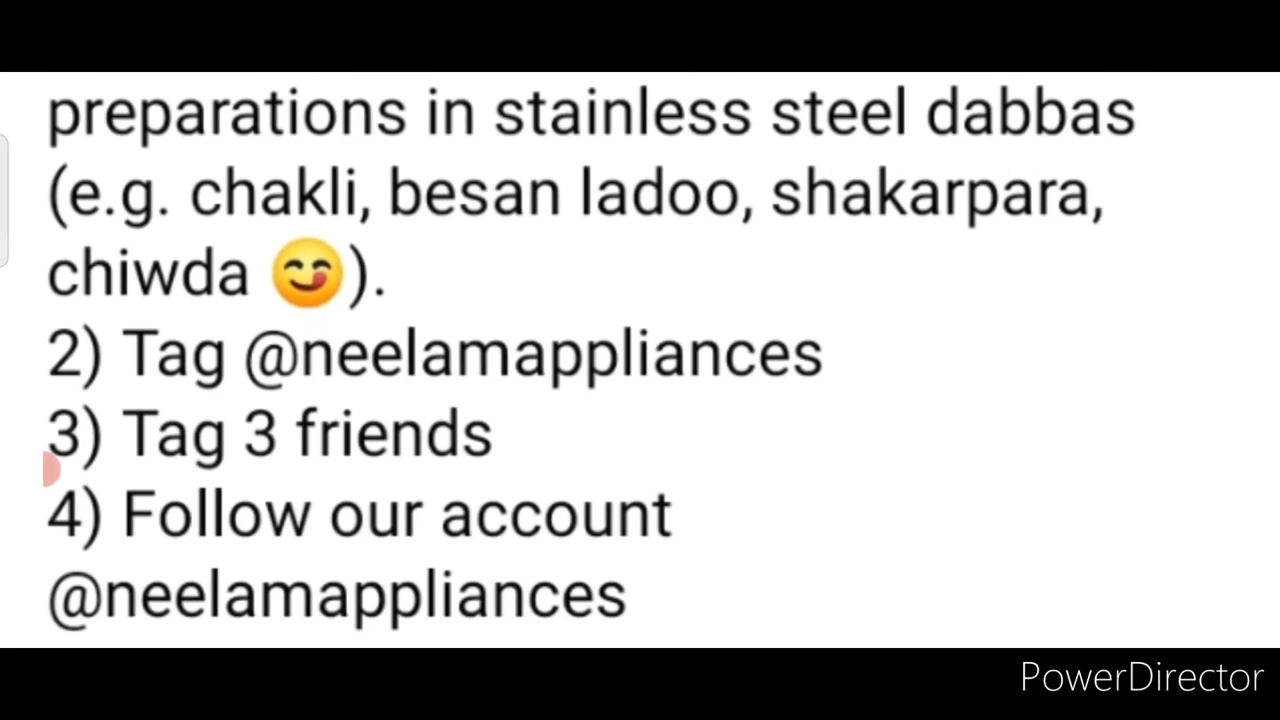 preparations in stainless steel dabbas
(e.g. chakli, besan ladoo, shakarpara,
chiwda 😋).
2) Tag @neelamappliances
3) Tag 3 friends
4) Follow our account
@neelamappliances
PowerDirector